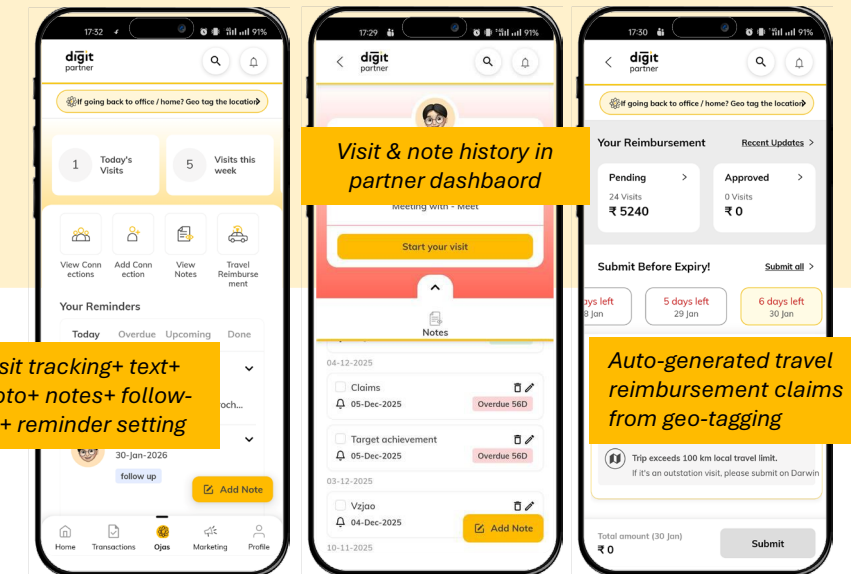 17:32
91%
digit
partner
If going back to office / home? Geo tag the location
1
Today's
Visits
5
Visits this
week
View Conn
ections
Add Conn
ection
View
Notes
Travel
Reimburse
ment
Your Reminders
Today Overdue Upcoming Done
sit tracking+ text+
oto+ notes+ follow-
+ reminder setting
och...
30-Jan-2026
follow up
Add Note
Home Transactions Ojas Marketing Profile
17:29
91%
digit
partner
Visit & note history in
partner dashbaord
Meeting with - Meet
Start your visit
Notes
04-12-2025
Claims
05-Dec-2025
Overdue 56D
Target achievement
05-Dec-2025
Overdue 56D
03-12-2025
Vzjao
04-Dec-2025
Add Note
10-11-2025
17:30
91%
digit
partner
If going back to office / home? Geo tag the location
Your Reimbursement
Recent Updates >
Pending >
24 Visits
₹ 5240
Approved >
0 Visits
₹ 0
Submit Before Expiry!
Submit all >
ays left
8 Jan
5 days left
29 Jan
6 days left
30 Jan
Auto-generated travel
reimbursement claims
from geo-tagging
Trip exceeds 100 km local travel limit.
If it's an outstation visit, please submit on Darwin
Total amount (30 Jan)
₹ 0
Submit